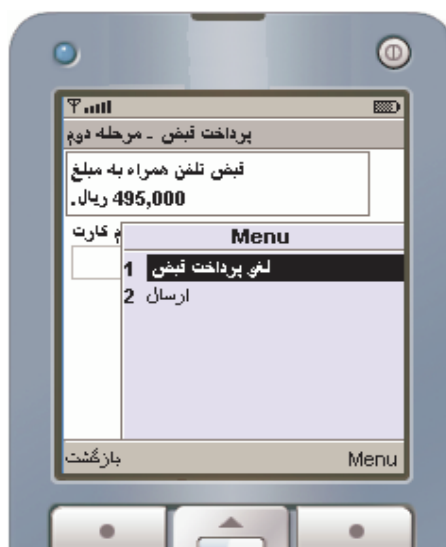 پرداخت قبض - مرحله دوم
قبض تلفن همراه به مبلغ
495,000 ریال.
کارت
Menu
1 لغو پرداخت قبض
2 ارسال
بازگشت
Menu